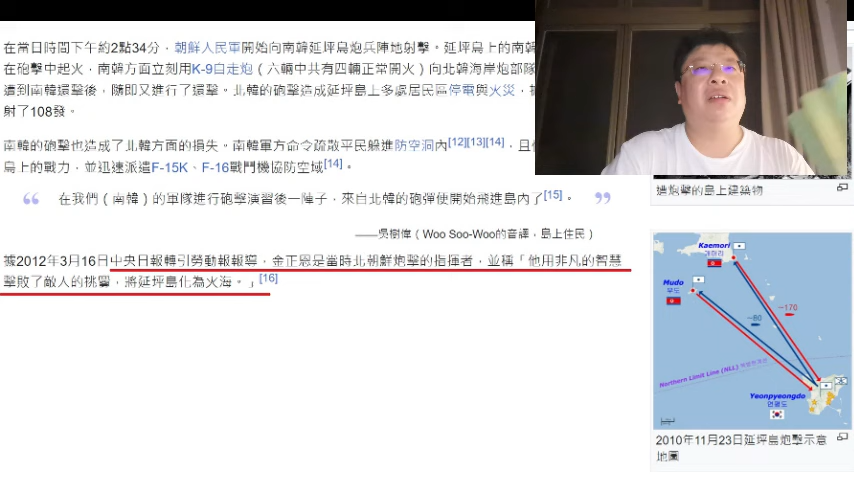 在當日時間下午約2點34分，朝鮮人民軍開始向南韓延坪島炮兵陣地射擊。延坪島上的南韓
在砲擊中起火，南韓方面立刻用K-9自走炮（六輛中共有四輛正常開火）向北韓海岸炮部隊
遭到南韓還擊後，隨即又進行了還擊。北韓的砲擊造成延坪島上多處居民區停電與火災，
射了108發。
南韓的砲擊也造成了北韓方面的損失。南韓軍方命令疏散平民躲進防空洞內[12][13][14]，且
島上的戰力，並迅速派遣F-15K、F-16戰鬥機協防空域[14]。
“ 在我們（南韓）的軍隊進行砲擊演習後一陣子，來自北韓的砲彈便開始飛進島內了[15]。 ”
——吳樹偉（Woo Soo-Woo的音譯，島上住民）
據2012年3月16日中央日報轉引勞動報報導，金正恩是當時北朝鮮炮擊的指揮者，並稱「他用非凡的智慧
擊敗了敵人的挑釁，將延坪島化為火海。」[16]
遭炮擊的島上建築物
Kaemori
개머리
Mudo
무도
~170
~80
Northern Limit Line (NLL)
Yeonpyeongdo
연평도
2010年11月23日延坪島炮擊示意
地圖